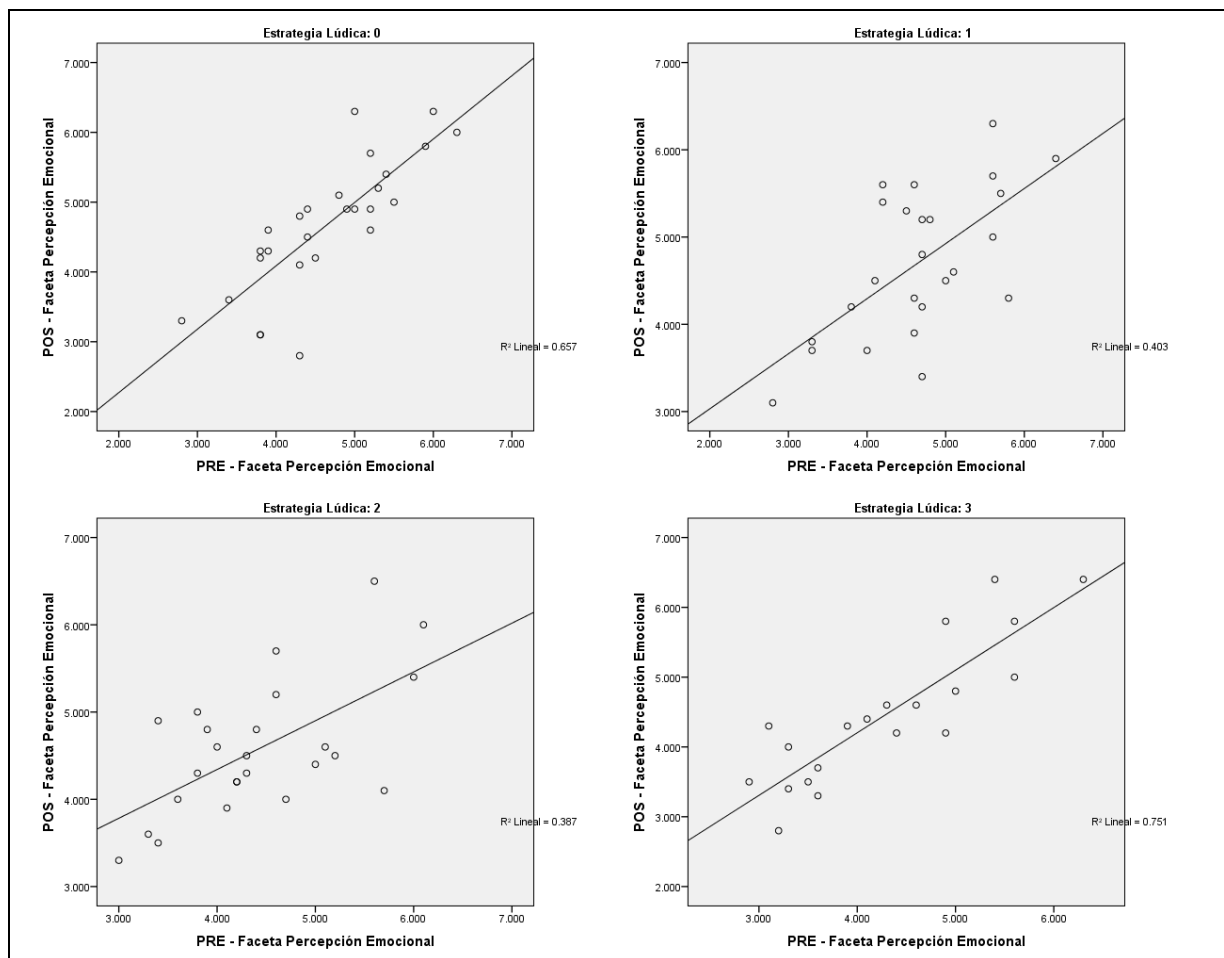 Estrategia Lúdica: 0
7.000
6.000
5.000
4.000
3.000
2.000
POS - Faceta Percepción Emocional
R² Lineal = 0.657
2.000 3.000 4.000 5.000 6.000 7.000
PRE - Faceta Percepción Emocional
Estrategia Lúdica: 1
7.000
6.000
5.000
4.000
3.000
POS - Faceta Percepción Emocional
R² Lineal = 0.403
2.000 3.000 4.000 5.000 6.000 7.000
PRE - Faceta Percepción Emocional
Estrategia Lúdica: 2
7.000
6.000
5.000
4.000
3.000
POS - Faceta Percepción Emocional
R² Lineal = 0.387
3.000 4.000 5.000 6.000 7.000
PRE - Faceta Percepción Emocional
Estrategia Lúdica: 3
7.000
6.000
5.000
4.000
3.000
2.000
POS - Faceta Percepción Emocional
R² Lineal = 0.751
3.000 4.000 5.000 6.000
PRE - Faceta Percepción Emocional